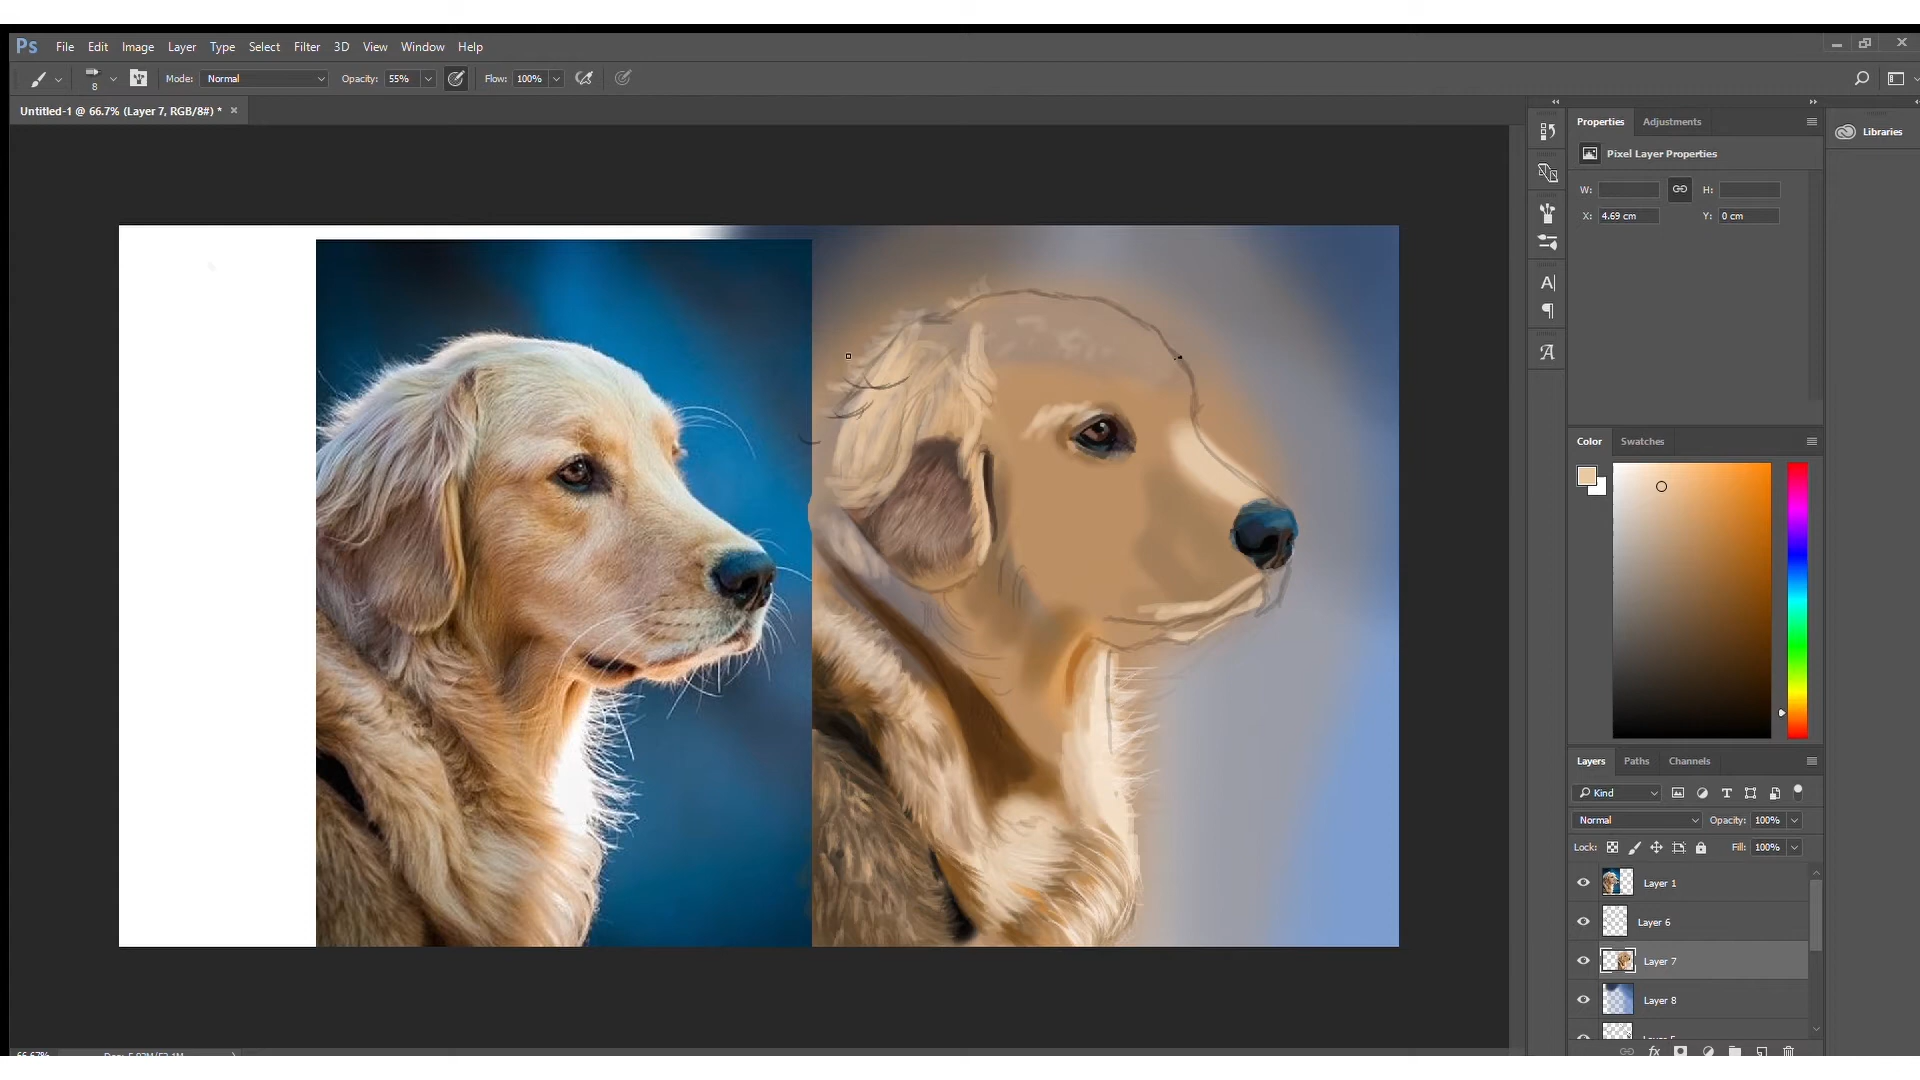 Ps File Edit Image Layer Type Select Filter 3D View Window Help
8 Mode: Normal Opacity: 55% Flow: 100%
Untitled-1 @ 66.7% (Layer 7, RGB/8#) * ×
Properties Adjustments
Libraries
Pixel Layer Properties
W: H:
X: 4.69 cm Y: 0 cm
Color Swatches
Layers Paths Channels
Kind
Normal Opacity: 100%
Lock: Fill: 100%
Layer 1
Layer 6
Layer 7
Layer 8
fx